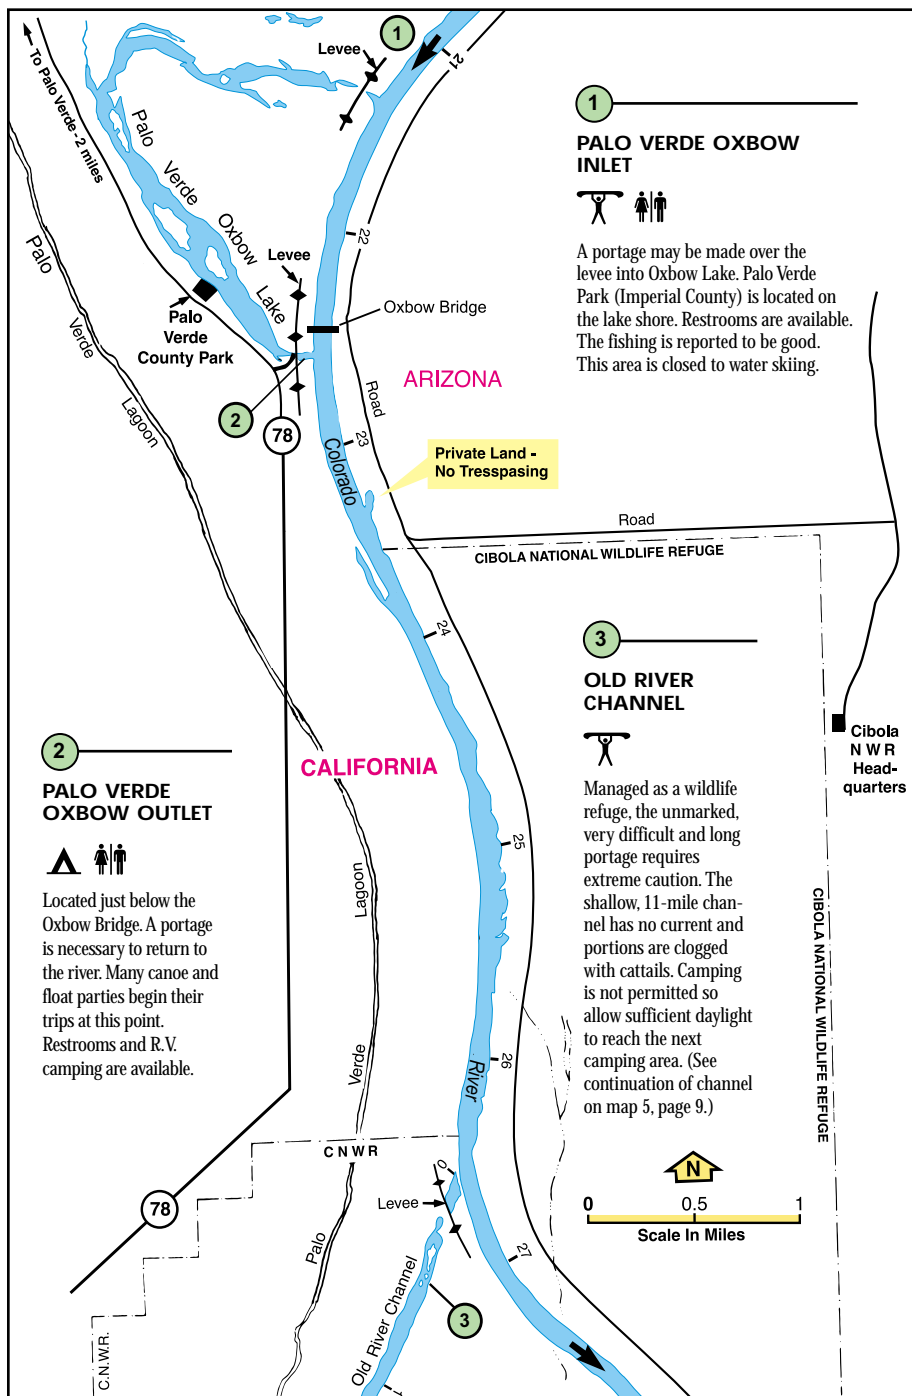 1
Levee
21
To Palo Verde - 2 miles
Palo
Verde
Oxbow
Lake
22
Levee
Palo
Verde
County Park
Oxbow Bridge
ARIZONA
Road
2
78
23
Colorado
Private Land -
No Tresspasing
Palo
Verde
Lagoon
Road
CIBOLA NATIONAL WILDLIFE REFUGE
24
1
PALO VERDE OXBOW
INLET
A portage may be made over the
levee into Oxbow Lake. Palo Verde
Park (Imperial County) is located on
the lake shore. Restrooms are available.
The fishing is reported to be good.
This area is closed to water skiing.
CALIFORNIA
2
PALO VERDE
OXBOW OUTLET
Located just below the
Oxbow Bridge. A portage
is necessary to return to
the river. Many canoe and
float parties begin their
trips at this point.
Restrooms and R.V.
camping are available.
3
OLD RIVER
CHANNEL
Managed as a wildlife
refuge, the unmarked,
very difficult and long
portage requires
extreme caution. The
shallow, 11-mile chan-
nel has no current and
portions are clogged
with cattails. Camping
is not permitted so
allow sufficient daylight
to reach the next
camping area. (See
continuation of channel
on map 5, page 9.)
Cibola
N W R
Head-
quarters
CIBOLA NATIONAL WILDLIFE REFUGE
25
Lagoon
Verde
Palo
26
River
C N W R
0
Levee
78
C.N.W.R.
27
Old River Channel
3
N
0
0.5
1
Scale In Miles